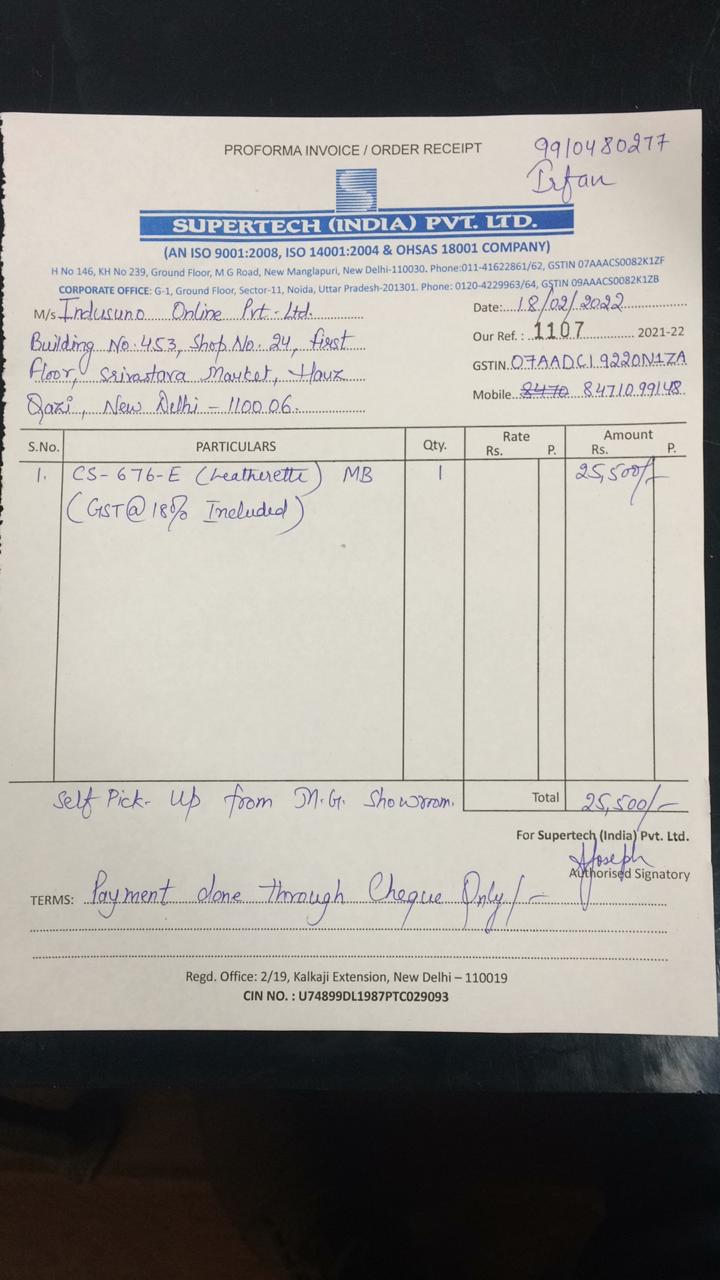 PROFORMA INVOICE / ORDER RECEIPT
9910480277
Irfan
SUPERTECH (INDIA) PVT. LTD.
(AN ISO 9001:2008, ISO 14001:2004 & OHSAS 18001 COMPANY)
H No 146, KH No 239, Ground Floor, M G Road, New Manglapuri, New Delhi-110030. Phone:011-41622861/62, GSTIN 07AAACS0082K1ZF
CORPORATE OFFICE: G-1, Ground Floor, Sector-11, Noida, Uttar Pradesh-201301. Phone: 0120-4229963/64, GSTIN 09AAACS0082K1ZB
M/s Indusuno Online Pvt. Ltd.
Building No. 453, Shop No. 24, first
Floor, Srivastava Market, Hauz
Qazi, New Delhi - 110006.
Date: 18/02/2022
Our Ref. : 1107 2021-22
GSTIN. 07AADCI9220N1ZA
Mobile. 8470 8471099148
S.No. PARTICULARS Qty. Rate Rs. P. Amount Rs. P.
1. CS-676-E (Leatherette) MB 1 25,500/-
(GST@18% Included)
Self Pick-Up from M.G. Showrrom. Total 25,500/-
For Supertech (India) Pvt. Ltd.
AJoseph
Authorised Signatory
TERMS: Payment done through Cheque Only/-
Regd. Office: 2/19, Kalkaji Extension, New Delhi – 110019
CIN NO. : U74899DL1987PTC029093